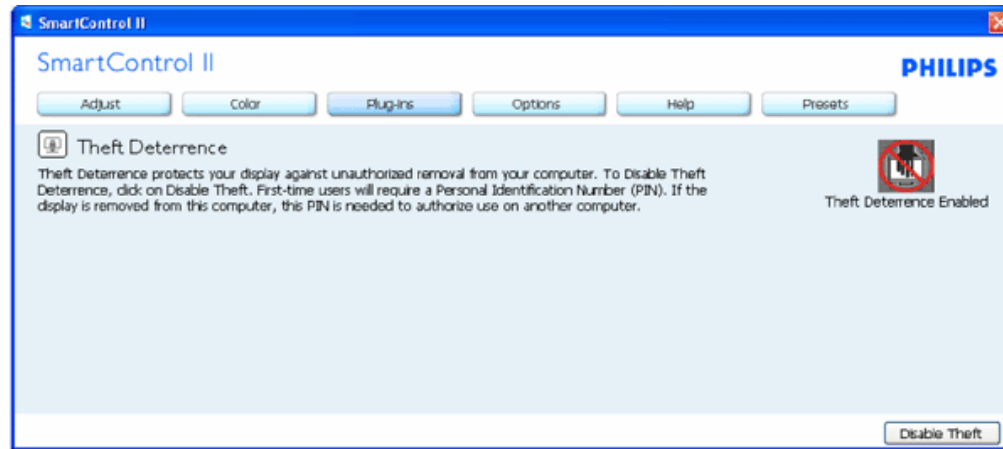 SmartControl II
SmartControl II
PHILIPS
Adjust Color Plug-Ins Options Help Presets
Theft Deterrence
Theft Deterrence protects your display against unauthorized removal from your computer. To Disable Theft
Deterrence, click on Disable Theft. First-time users will require a Personal Identification Number (PIN). If the
display is removed from this computer, this PIN is needed to authorize use on another computer.
Theft Deterrence Enabled
Disable Theft